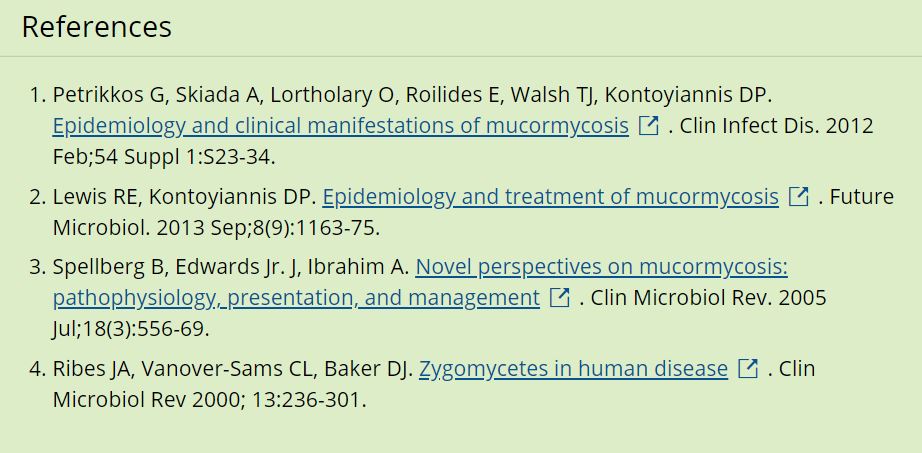 References
1. Petrikkos G, Skiada A, Lortholary O, Roilides E, Walsh TJ, Kontoyiannis DP.
Epidemiology and clinical manifestations of mucormycosis . Clin Infect Dis. 2012
Feb;54 Suppl 1:S23-34.
2. Lewis RE, Kontoyiannis DP. Epidemiology and treatment of mucormycosis . Future
Microbiol. 2013 Sep;8(9):1163-75.
3. Spellberg B, Edwards Jr. J, Ibrahim A. Novel perspectives on mucormycosis:
pathophysiology, presentation, and management . Clin Microbiol Rev. 2005
Jul;18(3):556-69.
4. Ribes JA, Vanover-Sams CL, Baker DJ. Zygomycetes in human disease . Clin
Microbiol Rev 2000; 13:236-301.